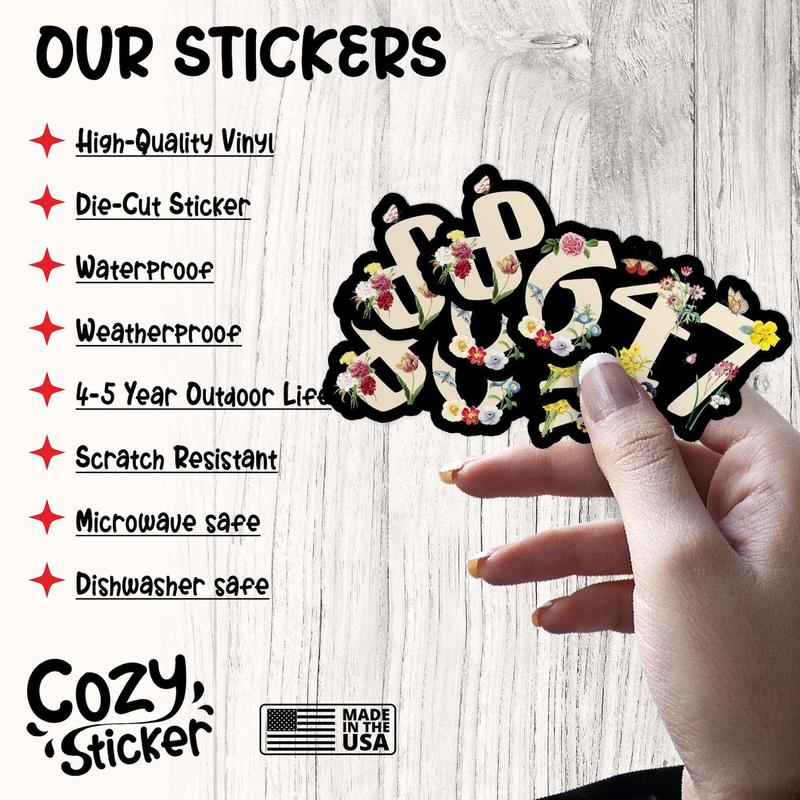 OUR STICKERS
High-Quality Vinyl
Die-Cut Sticker
Waterproof
Weatherproof
4-5 Year Outdoor Life
Scratch Resistant
Microwave safe
Dishwasher safe
8647
Cozy
Sticker
MADE
IN THE
USA